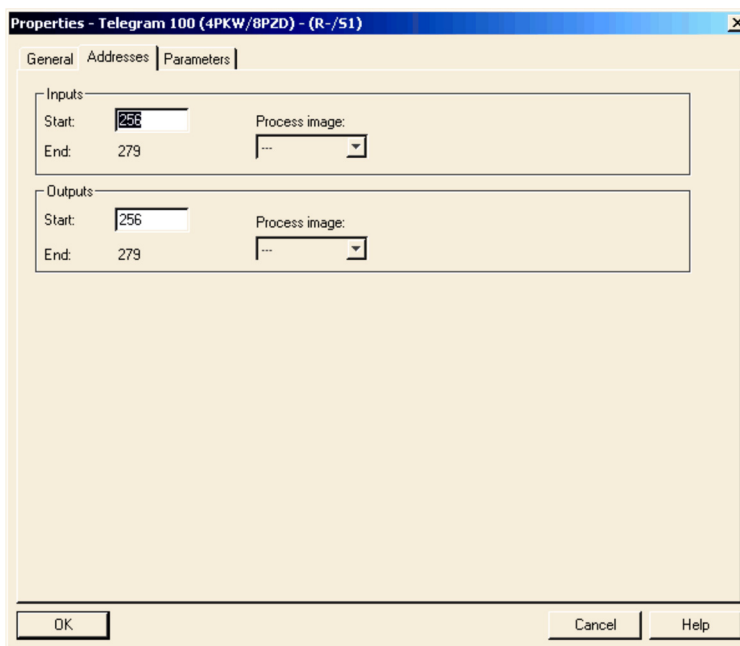 Properties - Telegram 100 (4PKW/8PZD) - (R-/S1)
General Addresses Parameters
Inputs
Start: 256 Process image:
End: 279 ---
Outputs
Start: 256 Process image:
End: 279 ---
OK Cancel Help